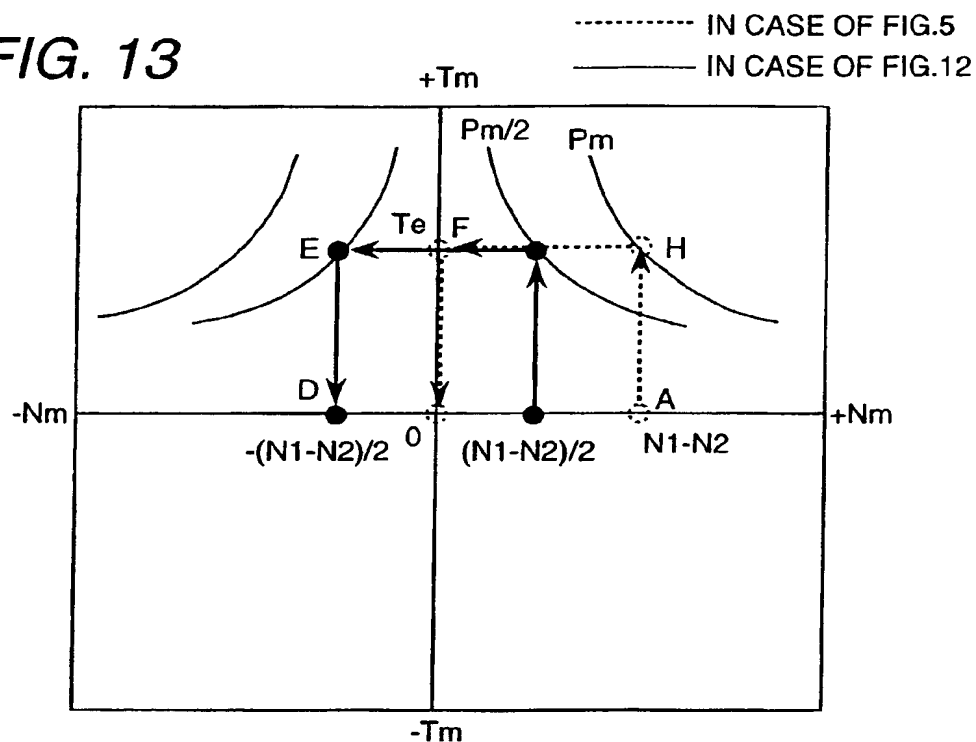 IN CASE OF FIG.5
FIG. 13
IN CASE OF FIG.12
+Tm
Pm/2
Pm
Te
F
E
H
D
A
-Nm
+Nm
0
-(N1-N2)/2
(N1-N2)/2
N1-N2
-Tm